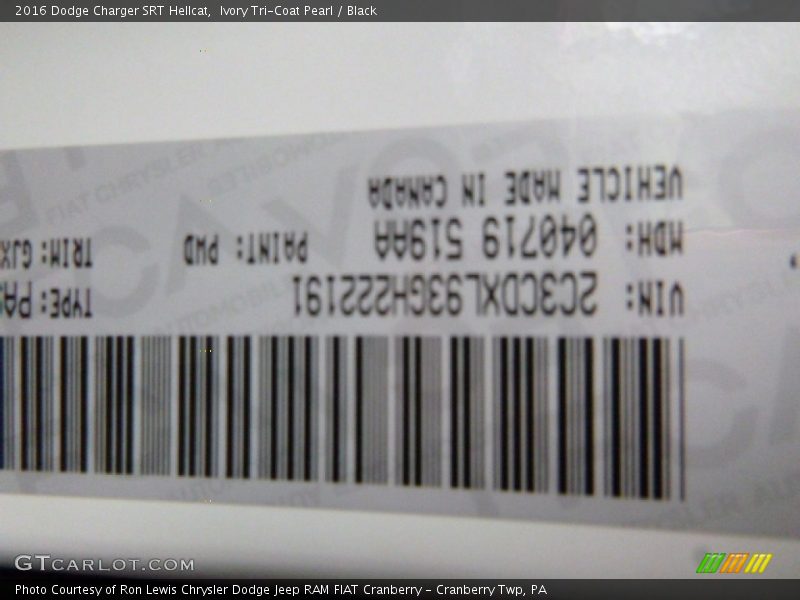 2016 Dodge Charger SRT Hellcat, Ivory Tri-Coat Pearl / Black
VIN: 2C3CDXL93GH222191
TYPE: PA
MDH: 040719 519AA
PAINT: PWD
TRIM: GJX
VEHICLE MADE IN CANADA
GTCARLOT.COM
Photo Courtesy of Ron Lewis Chrysler Dodge Jeep RAM FIAT Cranberry - Cranberry Twp, PA